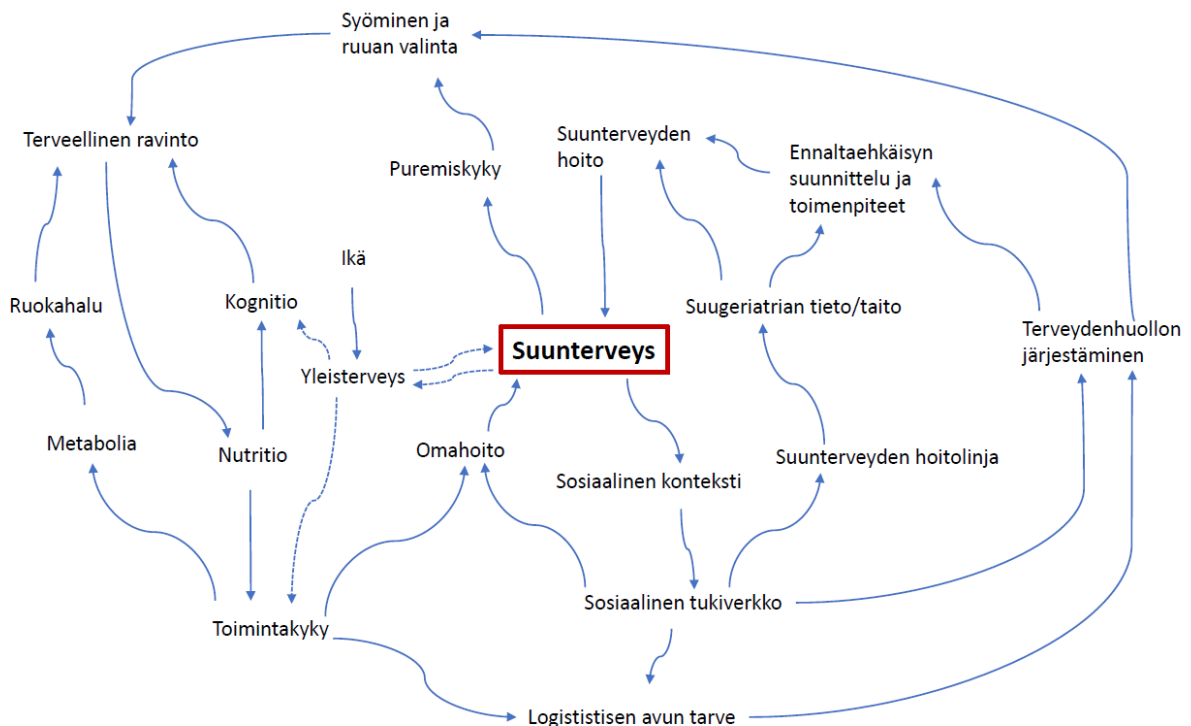 Syöminen ja
ruuan valinta
Terveellinen ravinto
Suunterveyden
hoito
Ennaltaehkäisyn
suunnittelu ja
toimenpiteet
Puremiskyky
Ikä
Ruokahalu
Kognitio
Suugeriatrian tieto/taito
Terveydenhuollon
järjestäminen
Suunterveys
Yleisterveys
Metabolia
Nutritio
Omahoito
Suunterveyden hoitolinja
Sosiaalinen konteksti
Sosiaalinen tukiverkko
Toimintakyky
Logististisen avun tarve